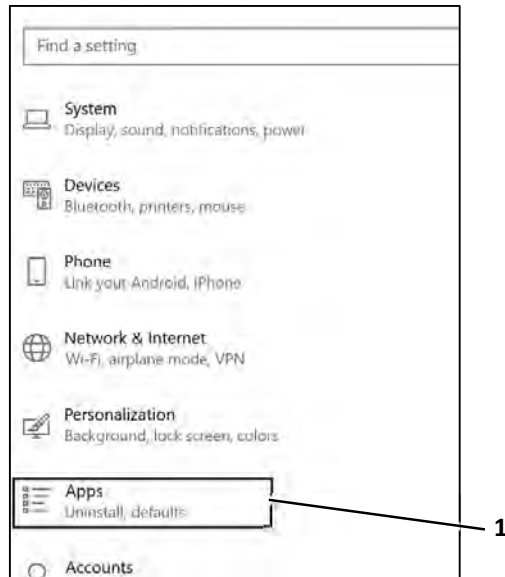 Find a setting
System
Display, sound, notifications, power
Devices
Bluetooth, printers, mouse
Phone
Link your Android, iPhone
Network & Internet
Wi-Fi, airplane mode, VPN
Personalization
Background, lock screen, colors
Apps
Uninstall, defaults
1
Accounts